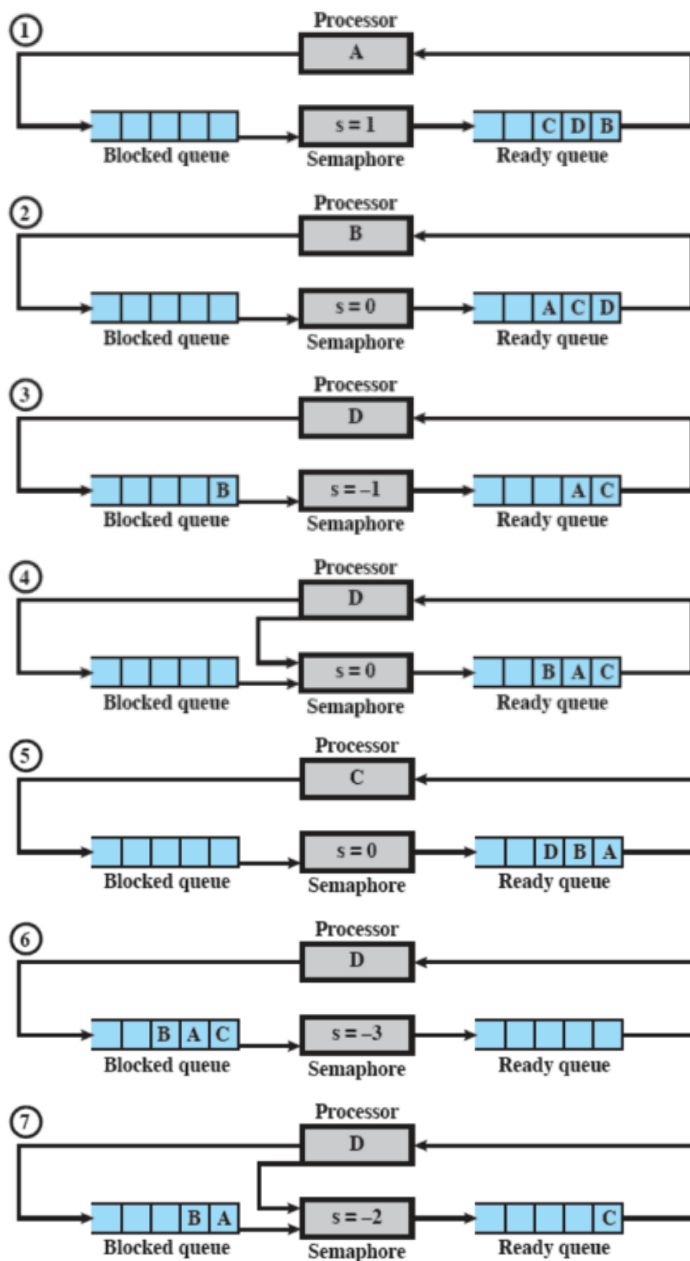 1
Processor
A
s = 1
C D B
Blocked queue
Semaphore
Ready queue
2
Processor
B
s = 0
A C D
Blocked queue
Semaphore
Ready queue
3
Processor
D
B
s = –1
A C
Blocked queue
Semaphore
Ready queue
4
Processor
D
s = 0
B A C
Blocked queue
Semaphore
Ready queue
5
Processor
C
s = 0
D B A
Blocked queue
Semaphore
Ready queue
6
Processor
D
B A C
s = –3
Blocked queue
Semaphore
Ready queue
7
Processor
D
B A
s = –2
C
Blocked queue
Semaphore
Ready queue